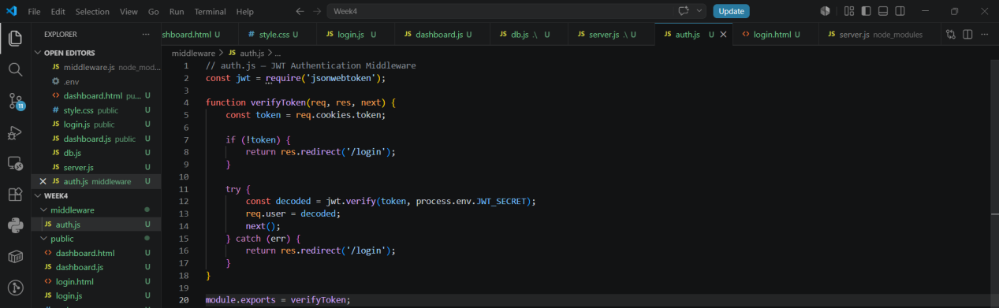 File Edit Selection View Go Run Terminal Help
Week4
Update
EXPLORER
OPEN EDITORS
JS middleware.js node_mod...
.env
<> dashboard.html pu... U
# style.css public U
JS login.js public U
JS dashboard.js public U
JS db.js U
JS server.js U
JS auth.js middleware U
WEEK4
middleware
JS auth.js U
public
<> dashboard.html U
JS dashboard.js U
<> login.html U
JS login.js U
11
shboard.html U
# style.css U
JS login.js U
JS dashboard.js U
JS db.js .\ U
JS server.js .\ U
JS auth.js U
<> login.html U
JS server.js node_modules
middleware > JS auth.js > ...
1 // auth.js — JWT Authentication Middleware
2 const jwt = require('jsonwebtoken');
3
4 function verifyToken(req, res, next) {
5 const token = req.cookies.token;
6
7 if (!token) {
8 return res.redirect('/login');
9 }
10
11 try {
12 const decoded = jwt.verify(token, process.env.JWT_SECRET);
13 req.user = decoded;
14 next();
15 } catch (err) {
16 return res.redirect('/login');
17 }
18 }
19
20 module.exports = verifyToken;